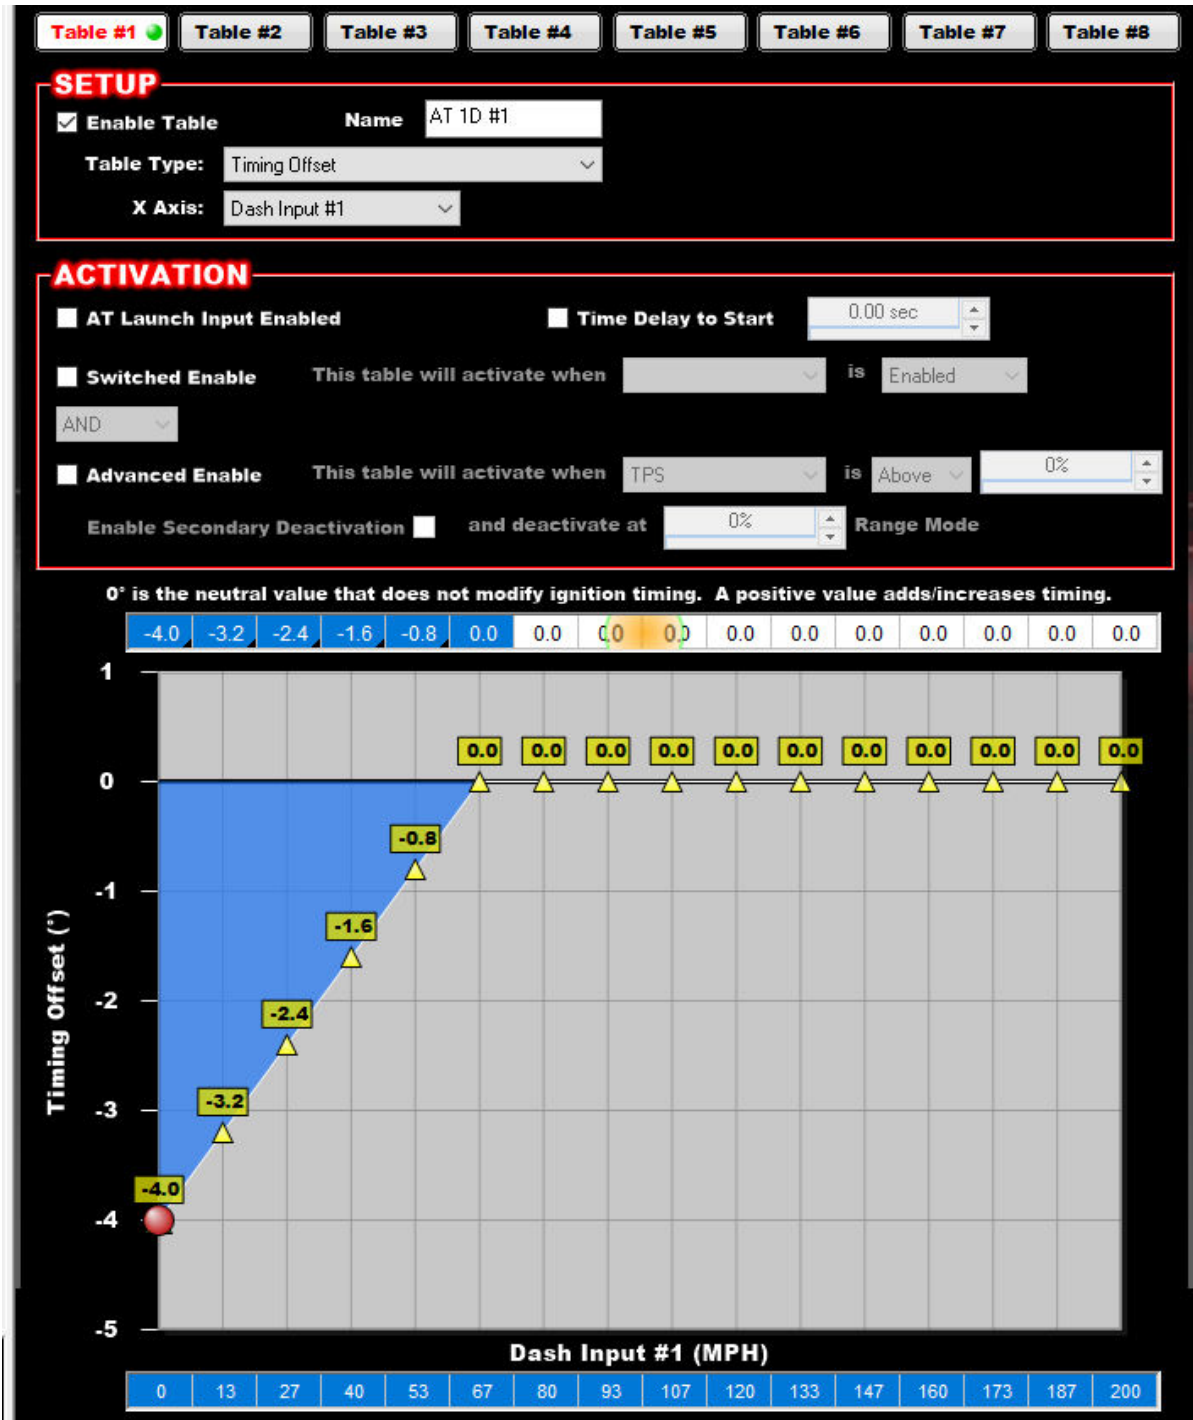 Table #1 Table #2 Table #3 Table #4 Table #5 Table #6 Table #7 Table #8
SETUP
Enable Table Name AT 1D #1
Table Type: Timing Offset
X Axis: Dash Input #1
ACTIVATION
AT Launch Input Enabled Time Delay to Start 0.00 sec
Switched Enable This table will activate when is Enabled
AND
Advanced Enable This table will activate when TPS is Above 0%
Enable Secondary Deactivation and deactivate at 0% Range Mode
0° is the neutral value that does not modify ignition timing. A positive value adds/increases timing.
-4.0 -3.2 -2.4 -1.6 -0.8 0.0 0.0 0.0 0.0 0.0 0.0 0.0 0.0 0.0 0.0 0.0
1
0.0 0.0 0.0 0.0 0.0 0.0 0.0 0.0 0.0 0.0 0.0
0
-0.8
-1
-1.6
-2
-2.4
-3
-3.2
-4.0
-4
-5
Timing Offset (°)
Dash Input #1 (MPH)
0 13 27 40 53 67 80 93 107 120 133 147 160 173 187 200